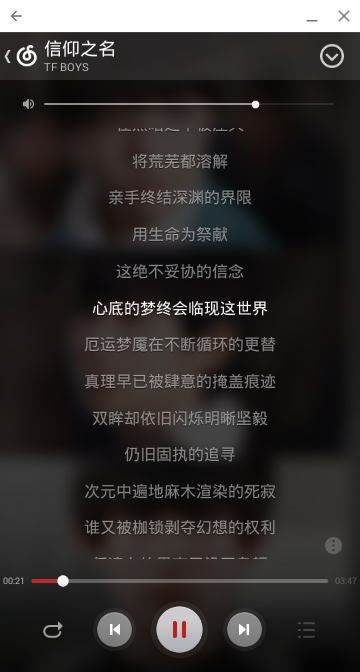 信仰之名
TF BOYS
将荒芜都溶解
亲手终结深渊的界限
用生命为祭献
这绝不妥协的信念
心底的梦终会临现这世界
厄运梦魇在不断循环的更替
真理早已被肆意的掩盖痕迹
双眸却依旧闪烁明晰坚毅
仍旧固执的追寻
次元中遍地麻木渲染的死寂
谁又被枷锁剥夺幻想的权利
00:21
03:47